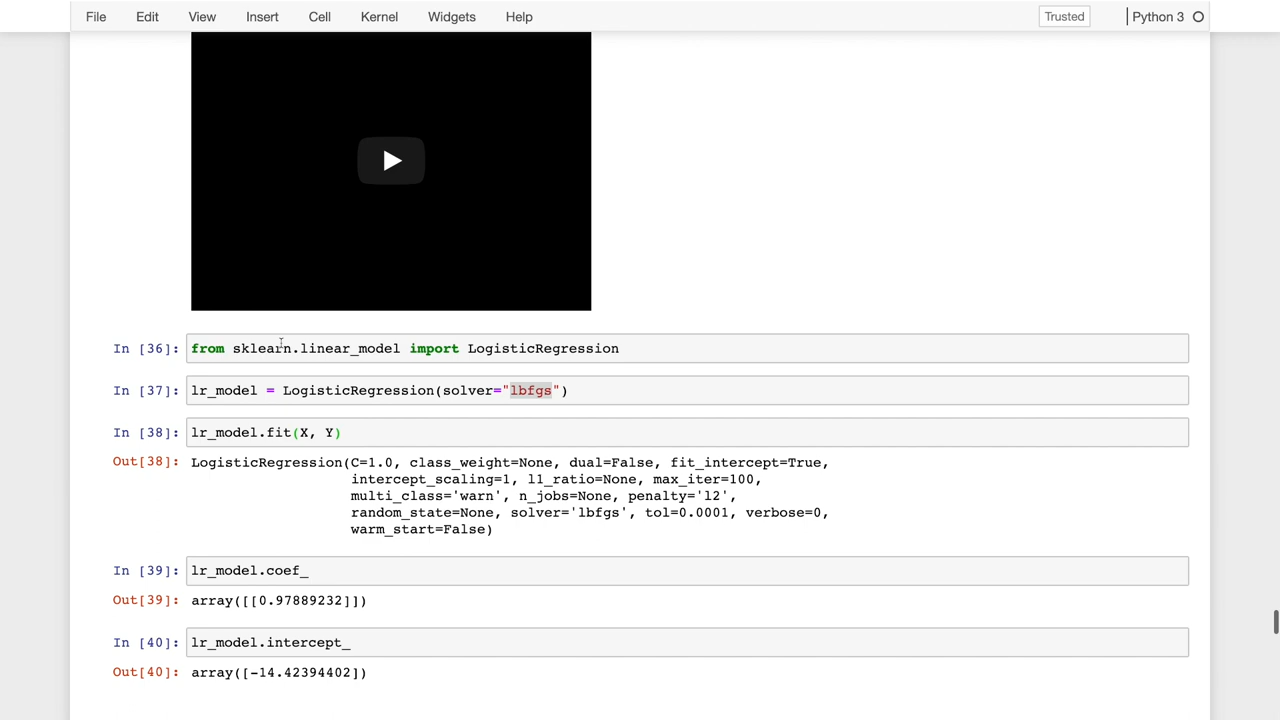 File Edit View Insert Cell Kernel Widgets Help Trusted Python 3
In [36]: from sklearn.linear_model import LogisticRegression
In [37]: lr_model = LogisticRegression(solver="lbfgs")
In [38]: lr_model.fit(X, Y)
Out[38]: LogisticRegression(C=1.0, class_weight=None, dual=False, fit_intercept=True,
intercept_scaling=1, l1_ratio=None, max_iter=100,
multi_class='warn', n_jobs=None, penalty='l2',
random_state=None, solver='lbfgs', tol=0.0001, verbose=0,
warm_start=False)
In [39]: lr_model.coef_
Out[39]: array([[0.97889232]])
In [40]: lr_model.intercept_
Out[40]: array([-14.42394402])